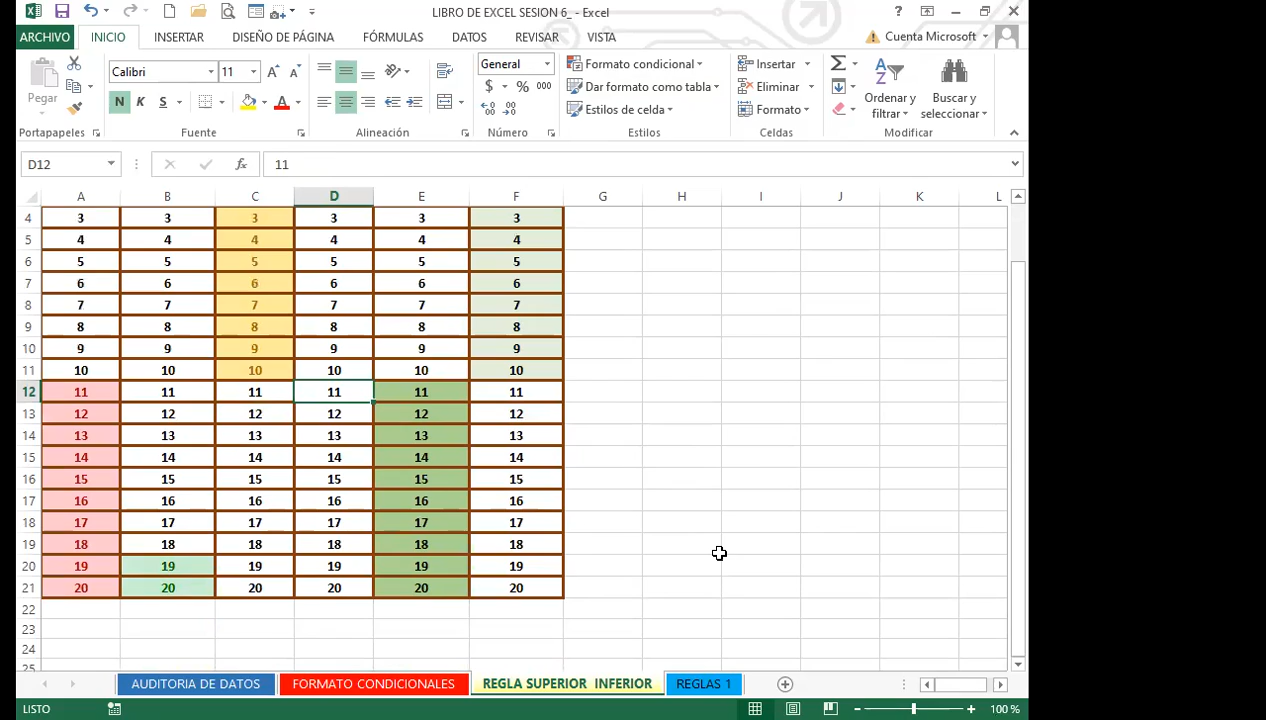 LIBRO DE EXCEL SESION 6_ - Excel
?
ARCHIVO INICIO INSERTAR DISEÑO DE PÁGINA FÓRMULAS DATOS REVISAR VISTA Cuenta Microsoft
Pegar
Calibri 11
N K S
A A
A
General
$ % 000
Formato condicional
Dar formato como tabla
Estilos de celda
Insertar
Eliminar
Formato
Ordenar y filtrar
Buscar y seleccionar
Portapapeles Fuente Alineación Número Estilos Celdas Modificar
D12 fx 11
A B C D E F G H I J K L
4 3 3 3 3 3 3
5 4 4 4 4 4 4
6 5 5 5 5 5 5
7 6 6 6 6 6 6
8 7 7 7 7 7 7
9 8 8 8 8 8 8
10 9 9 9 9 9 9
11 10 10 10 10 10 10
12 11 11 11 11 11 11
13 12 12 12 12 12 12
14 13 13 13 13 13 13
15 14 14 14 14 14 14
16 15 15 15 15 15 15
17 16 16 16 16 16 16
18 17 17 17 17 17 17
19 18 18 18 18 18 18
20 19 19 19 19 19 19
21 20 20 20 20 20 20
22
23
24
25
AUDITORIA DE DATOS FORMATO CONDICIONALES REGLA SUPERIOR INFERIOR REGLAS 1
LISTO 100 %